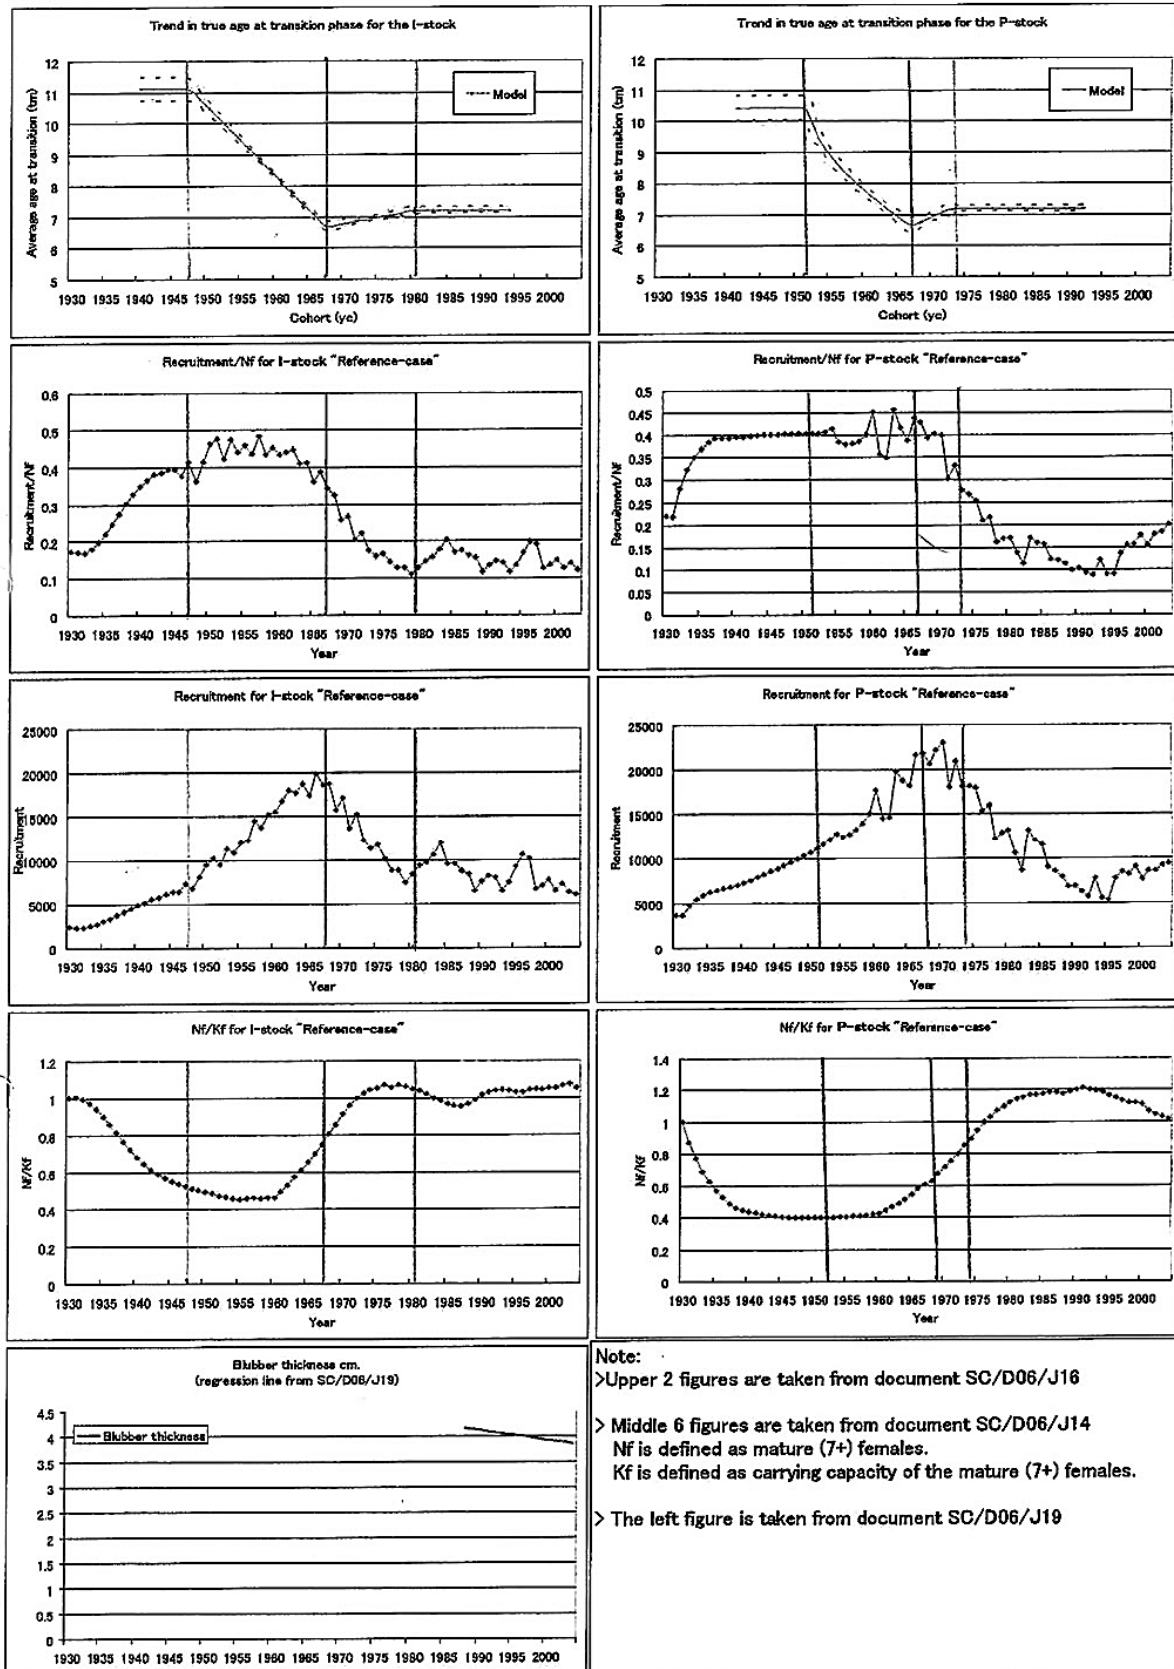 Trend in true age at transition phase for the I-stock
Average age at transition (tm)
12
11
10
9
8
7
6
5
Model
1930 1935 1940 1945 1950 1955 1960 1965 1970 1975 1980 1985 1990 1995 2000
Cohort (yc)
Trend in true age at transition phase for the P-stock
Average age at transition (tm)
12
11
10
9
8
7
6
5
Model
1930 1935 1940 1945 1950 1955 1960 1965 1970 1975 1980 1985 1990 1995 2000
Cohort (yc)
Recruitment/Nf for I-stock "Reference-case"
Recruitment/Nf
0.6
0.5
0.4
0.3
0.2
0.1
0
1930 1935 1940 1945 1950 1955 1960 1965 1970 1975 1980 1985 1990 1995 2000
Year
Recruitment/Nf for P-stock "Reference-case"
Recruitment/Nf
0.5
0.45
0.4
0.35
0.3
0.25
0.2
0.15
0.1
0.05
0
1930 1935 1940 1945 1950 1955 1960 1965 1970 1975 1980 1985 1990 1995 2000
Year
Recruitment for I-stock "Reference-case"
Recruitment
25000
20000
15000
10000
5000
0
1930 1935 1940 1945 1950 1955 1960 1965 1970 1975 1980 1985 1990 1995 2000
Year
Recruitment for P-stock "Reference-case"
Recruitment
25000
20000
15000
10000
5000
0
1930 1935 1940 1945 1950 1955 1960 1965 1970 1975 1980 1985 1990 1995 2000
Year
Nf/Kf for I-stock "Reference-case"
Nf/Kf
1.2
1
0.8
0.6
0.4
0.2
0
1930 1935 1940 1945 1950 1955 1960 1965 1970 1975 1980 1985 1990 1995 2000
Year
Nf/Kf for P-stock "Reference-case"
Nf/Kf
1.4
1.2
1
0.8
0.6
0.4
0.2
0
1930 1935 1940 1945 1950 1955 1960 1965 1970 1975 1980 1985 1990 1995 2000
Year
Blubber thickness cm.
(regression line from SC/D06/J19)
4.5
4
3.5
3
2.5
2
1.5
1
0.5
0
Blubber thickness
1930 1935 1940 1945 1950 1955 1960 1965 1970 1975 1980 1985 1990 1995 2000
Note:
>Upper 2 figures are taken from document SC/D06/J16
> Middle 6 figures are taken from document SC/D06/J14
Nf is defined as mature (7+) females.
Kf is defined as carrying capacity of the mature (7+) females.
> The left figure is taken from document SC/D06/J19